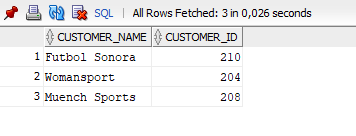 SQL | All Rows Fetched: 3 in 0,026 seconds
CUSTOMER_NAME CUSTOMER_ID
1 Futbol Sonora 210
2 Womansport 204
3 Muench Sports 208